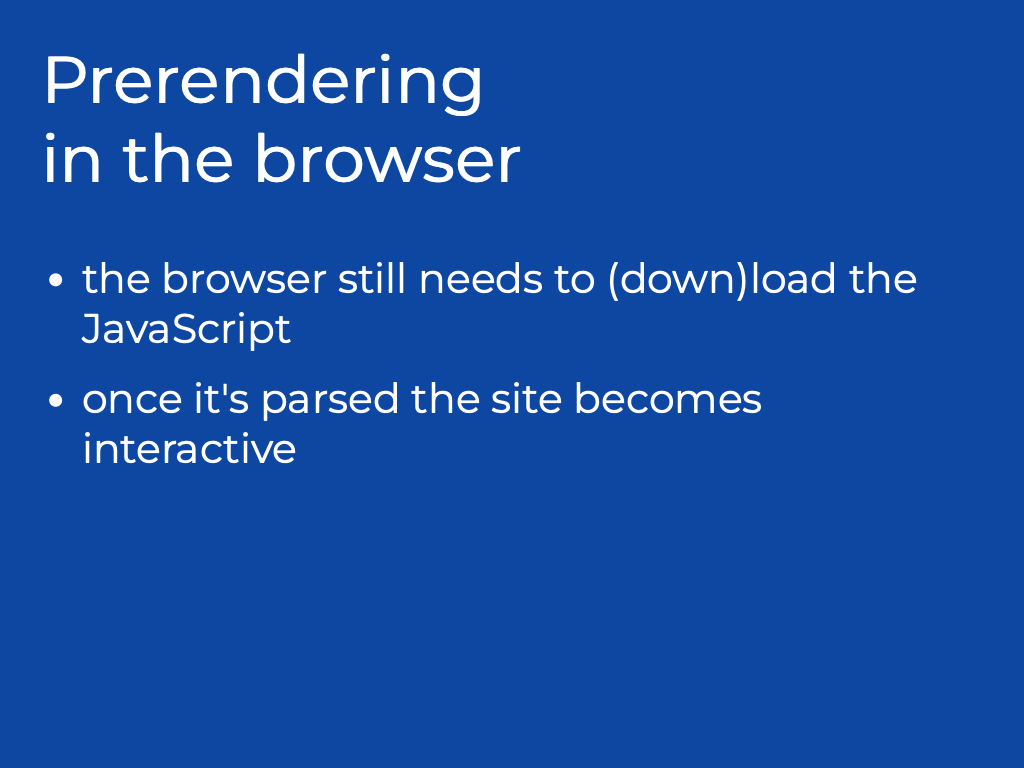 Prerendering
in the browser
• the browser still needs to (down)load the
JavaScript
• once it's parsed the site becomes
interactive